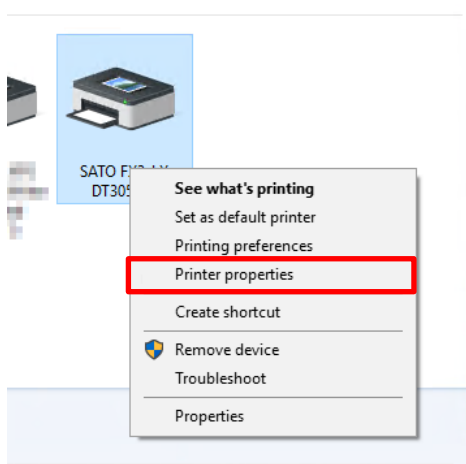 SATO
DT305
See what's printing
Set as default printer
Printing preferences
Printer properties
Create shortcut
Remove device
Troubleshoot
Properties